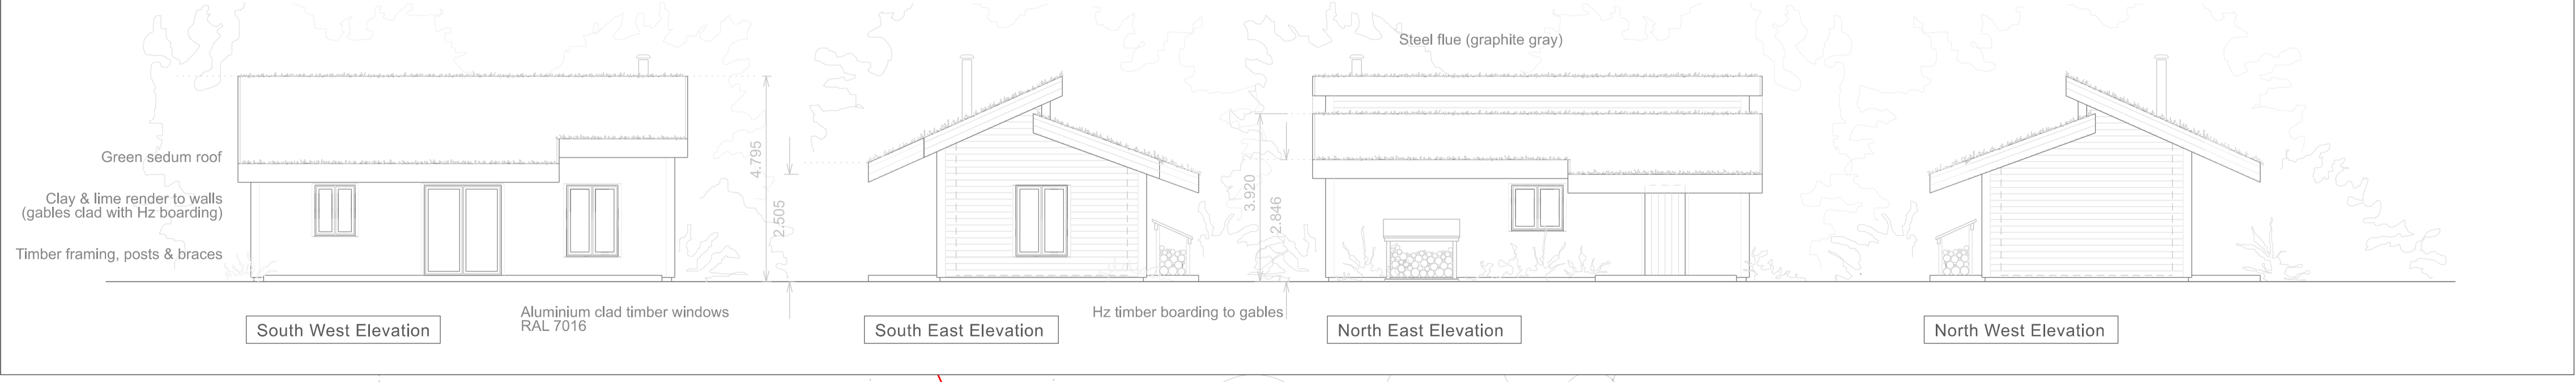 Steel flue (graphite gray)
Green sedum roof
Clay & lime render to walls
(gables clad with Hz boarding)
Timber framing, posts & braces
4.795
2.505
3.920
2.846
Aluminium clad timber windows
RAL 7016
Hz timber boarding to gables
South West Elevation
South East Elevation
North East Elevation
North West Elevation